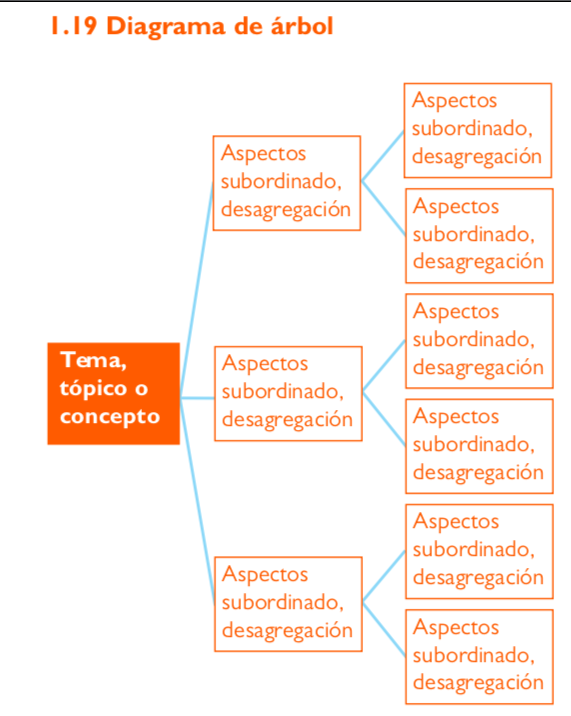 1.19 Diagrama de árbol
Tema,
tópico o
concepto
Aspectos
subordinado,
desagregación
Aspectos
subordinado,
desagregación
Aspectos
subordinado,
desagregación
Aspectos
subordinado,
desagregación
Aspectos
subordinado,
desagregación
Aspectos
subordinado,
desagregación
Aspectos
subordinado,
desagregación
Aspectos
subordinado,
desagregación
Aspectos
subordinado,
desagregación